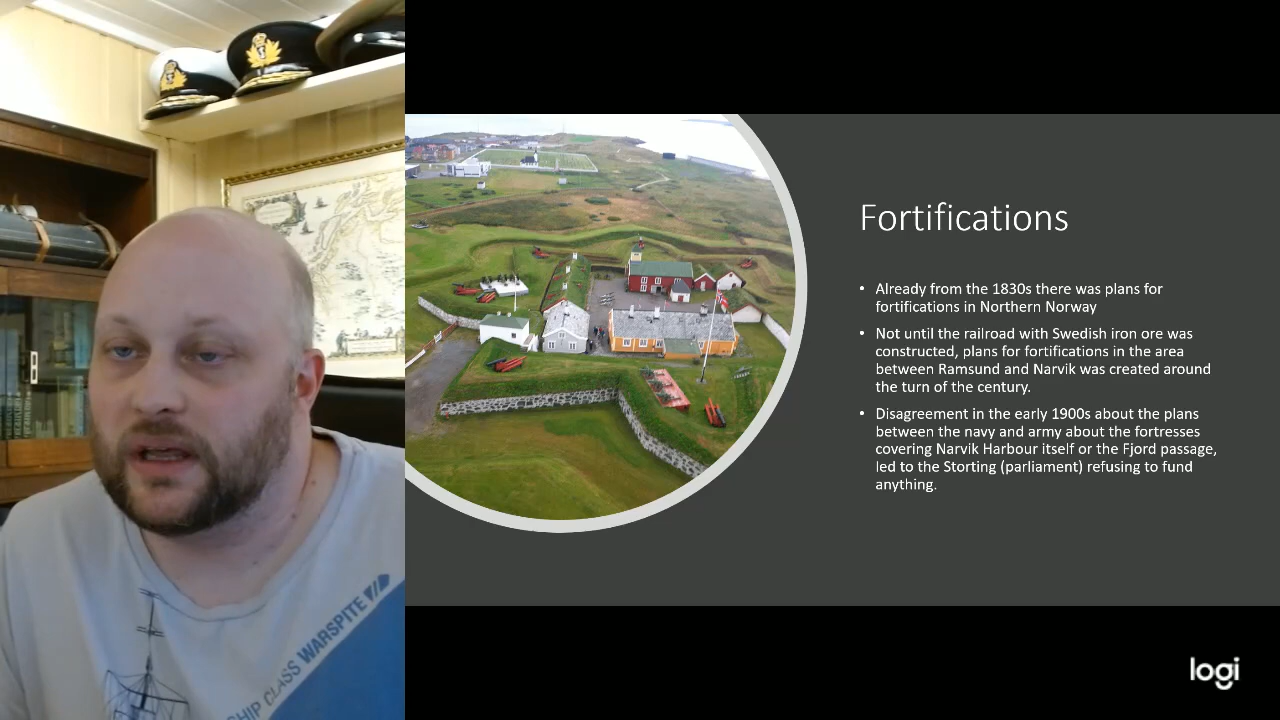 Fortifications
• Already from the 1830s there was plans for
fortifications in Northern Norway
• Not until the railroad with Swedish iron ore was
constructed, plans for fortifications in the area
between Ramsund and Narvik was created around
the turn of the century.
• Disagreement in the early 1900s about the plans
between the navy and army about the fortresses
covering Narvik Harbour itself or the Fjord passage,
led to the Storting (parliament) refusing to fund
anything.
SHIP CLASS WARSPITE
logi